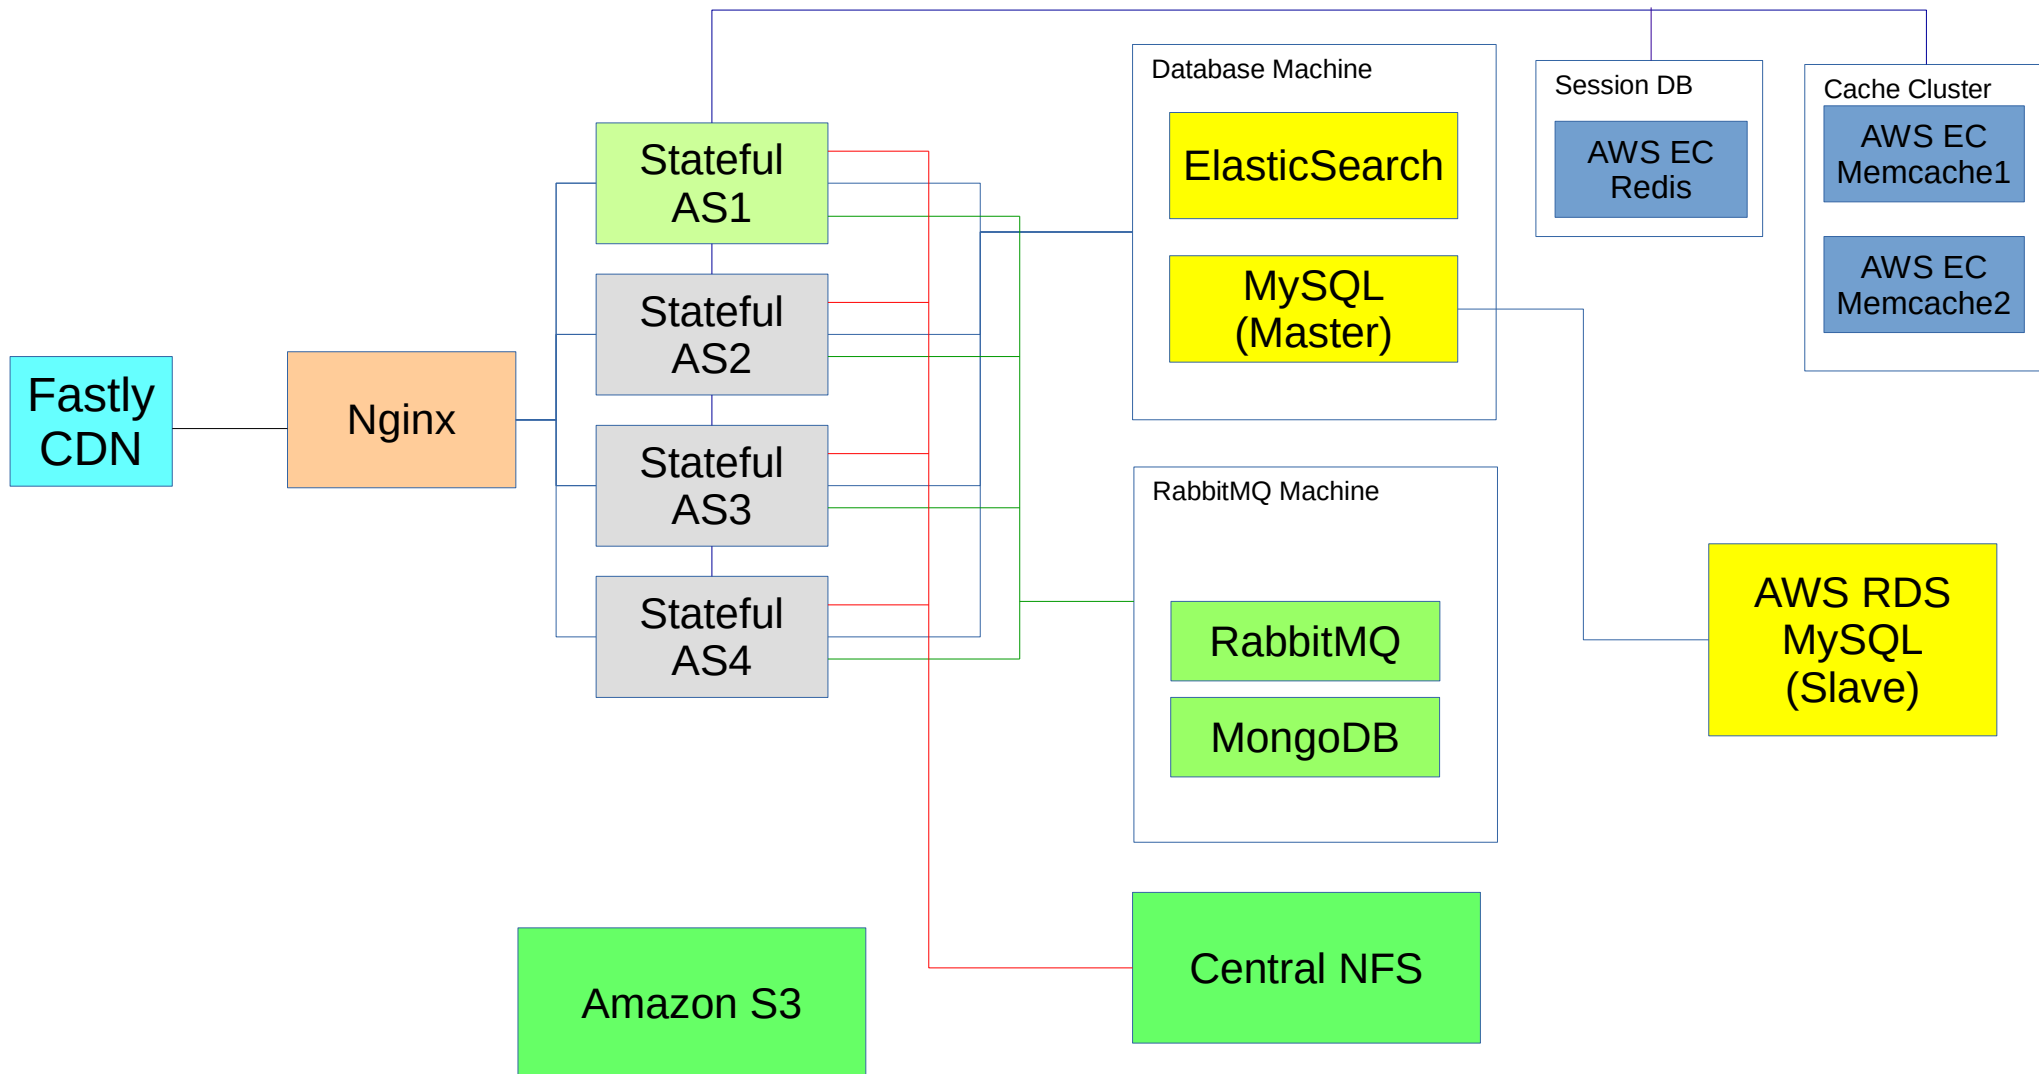 Fastly
CDN
Nginx
Stateful
AS1
Stateful
AS2
Stateful
AS3
Stateful
AS4
Database Machine
ElasticSearch
MySQL
(Master)
RabbitMQ Machine
RabbitMQ
MongoDB
Central NFS
Amazon S3
Session DB
AWS EC
Redis
Cache Cluster
AWS EC
Memcache1
AWS EC
Memcache2
AWS RDS
MySQL
(Slave)